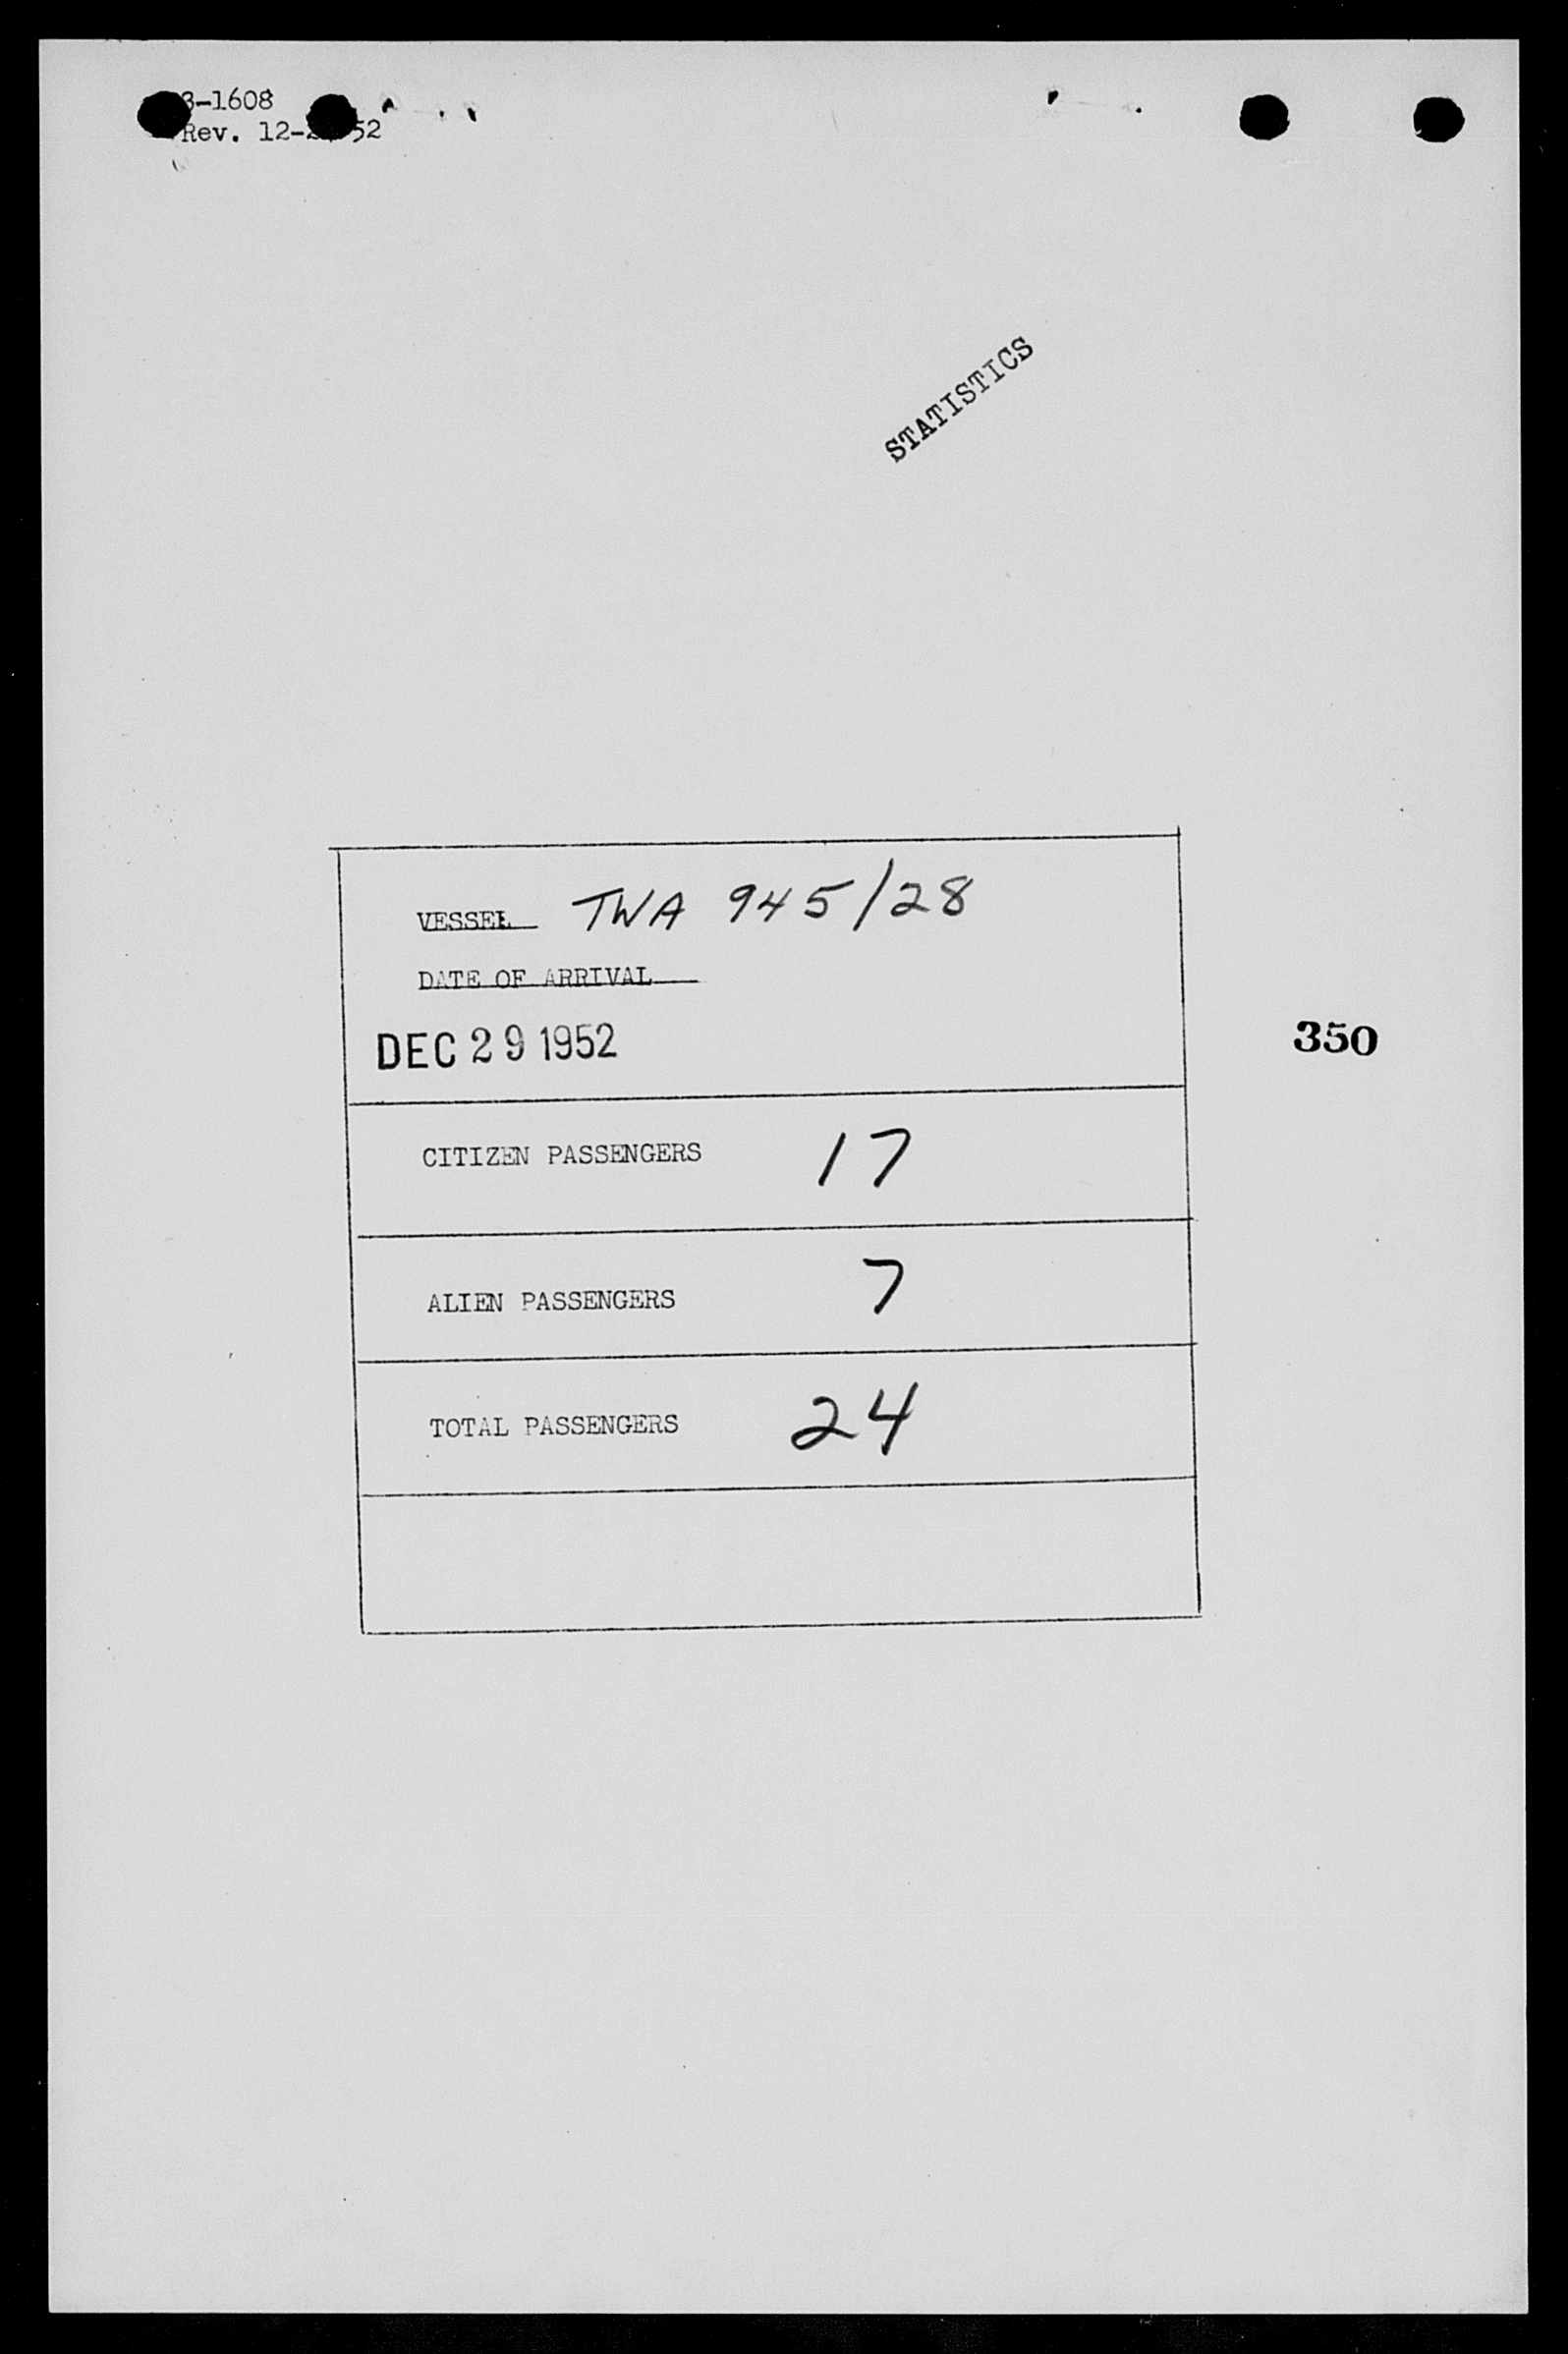 3-1608
Rev. 12- 52
STATISTICS
VESSEL TWA 945/28
DATE OF ARRIVAL
DEC 29 1952
350
CITIZEN PASSENGERS 17
ALIEN PASSENGERS 7
TOTAL PASSENGERS 24